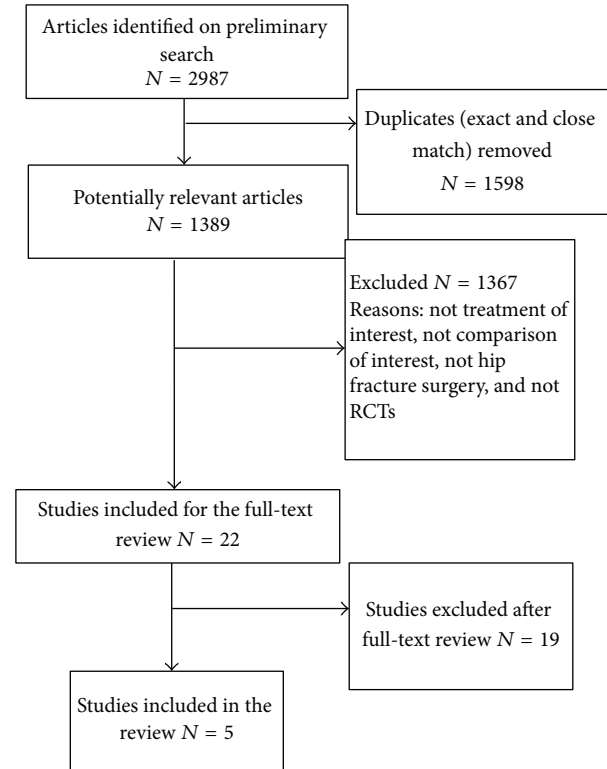 Articles identified on preliminary
search
N = 2987
Duplicates (exact and close
match) removed
N = 1598
Potentially relevant articles
N = 1389
Excluded N = 1367
Reasons: not treatment of
interest, not comparison
of interest, not hip
fracture surgery, and not
RCTs
Studies included for the full-text
review N = 22
Studies excluded after
full-text review N = 19
Studies included in the
review N = 5